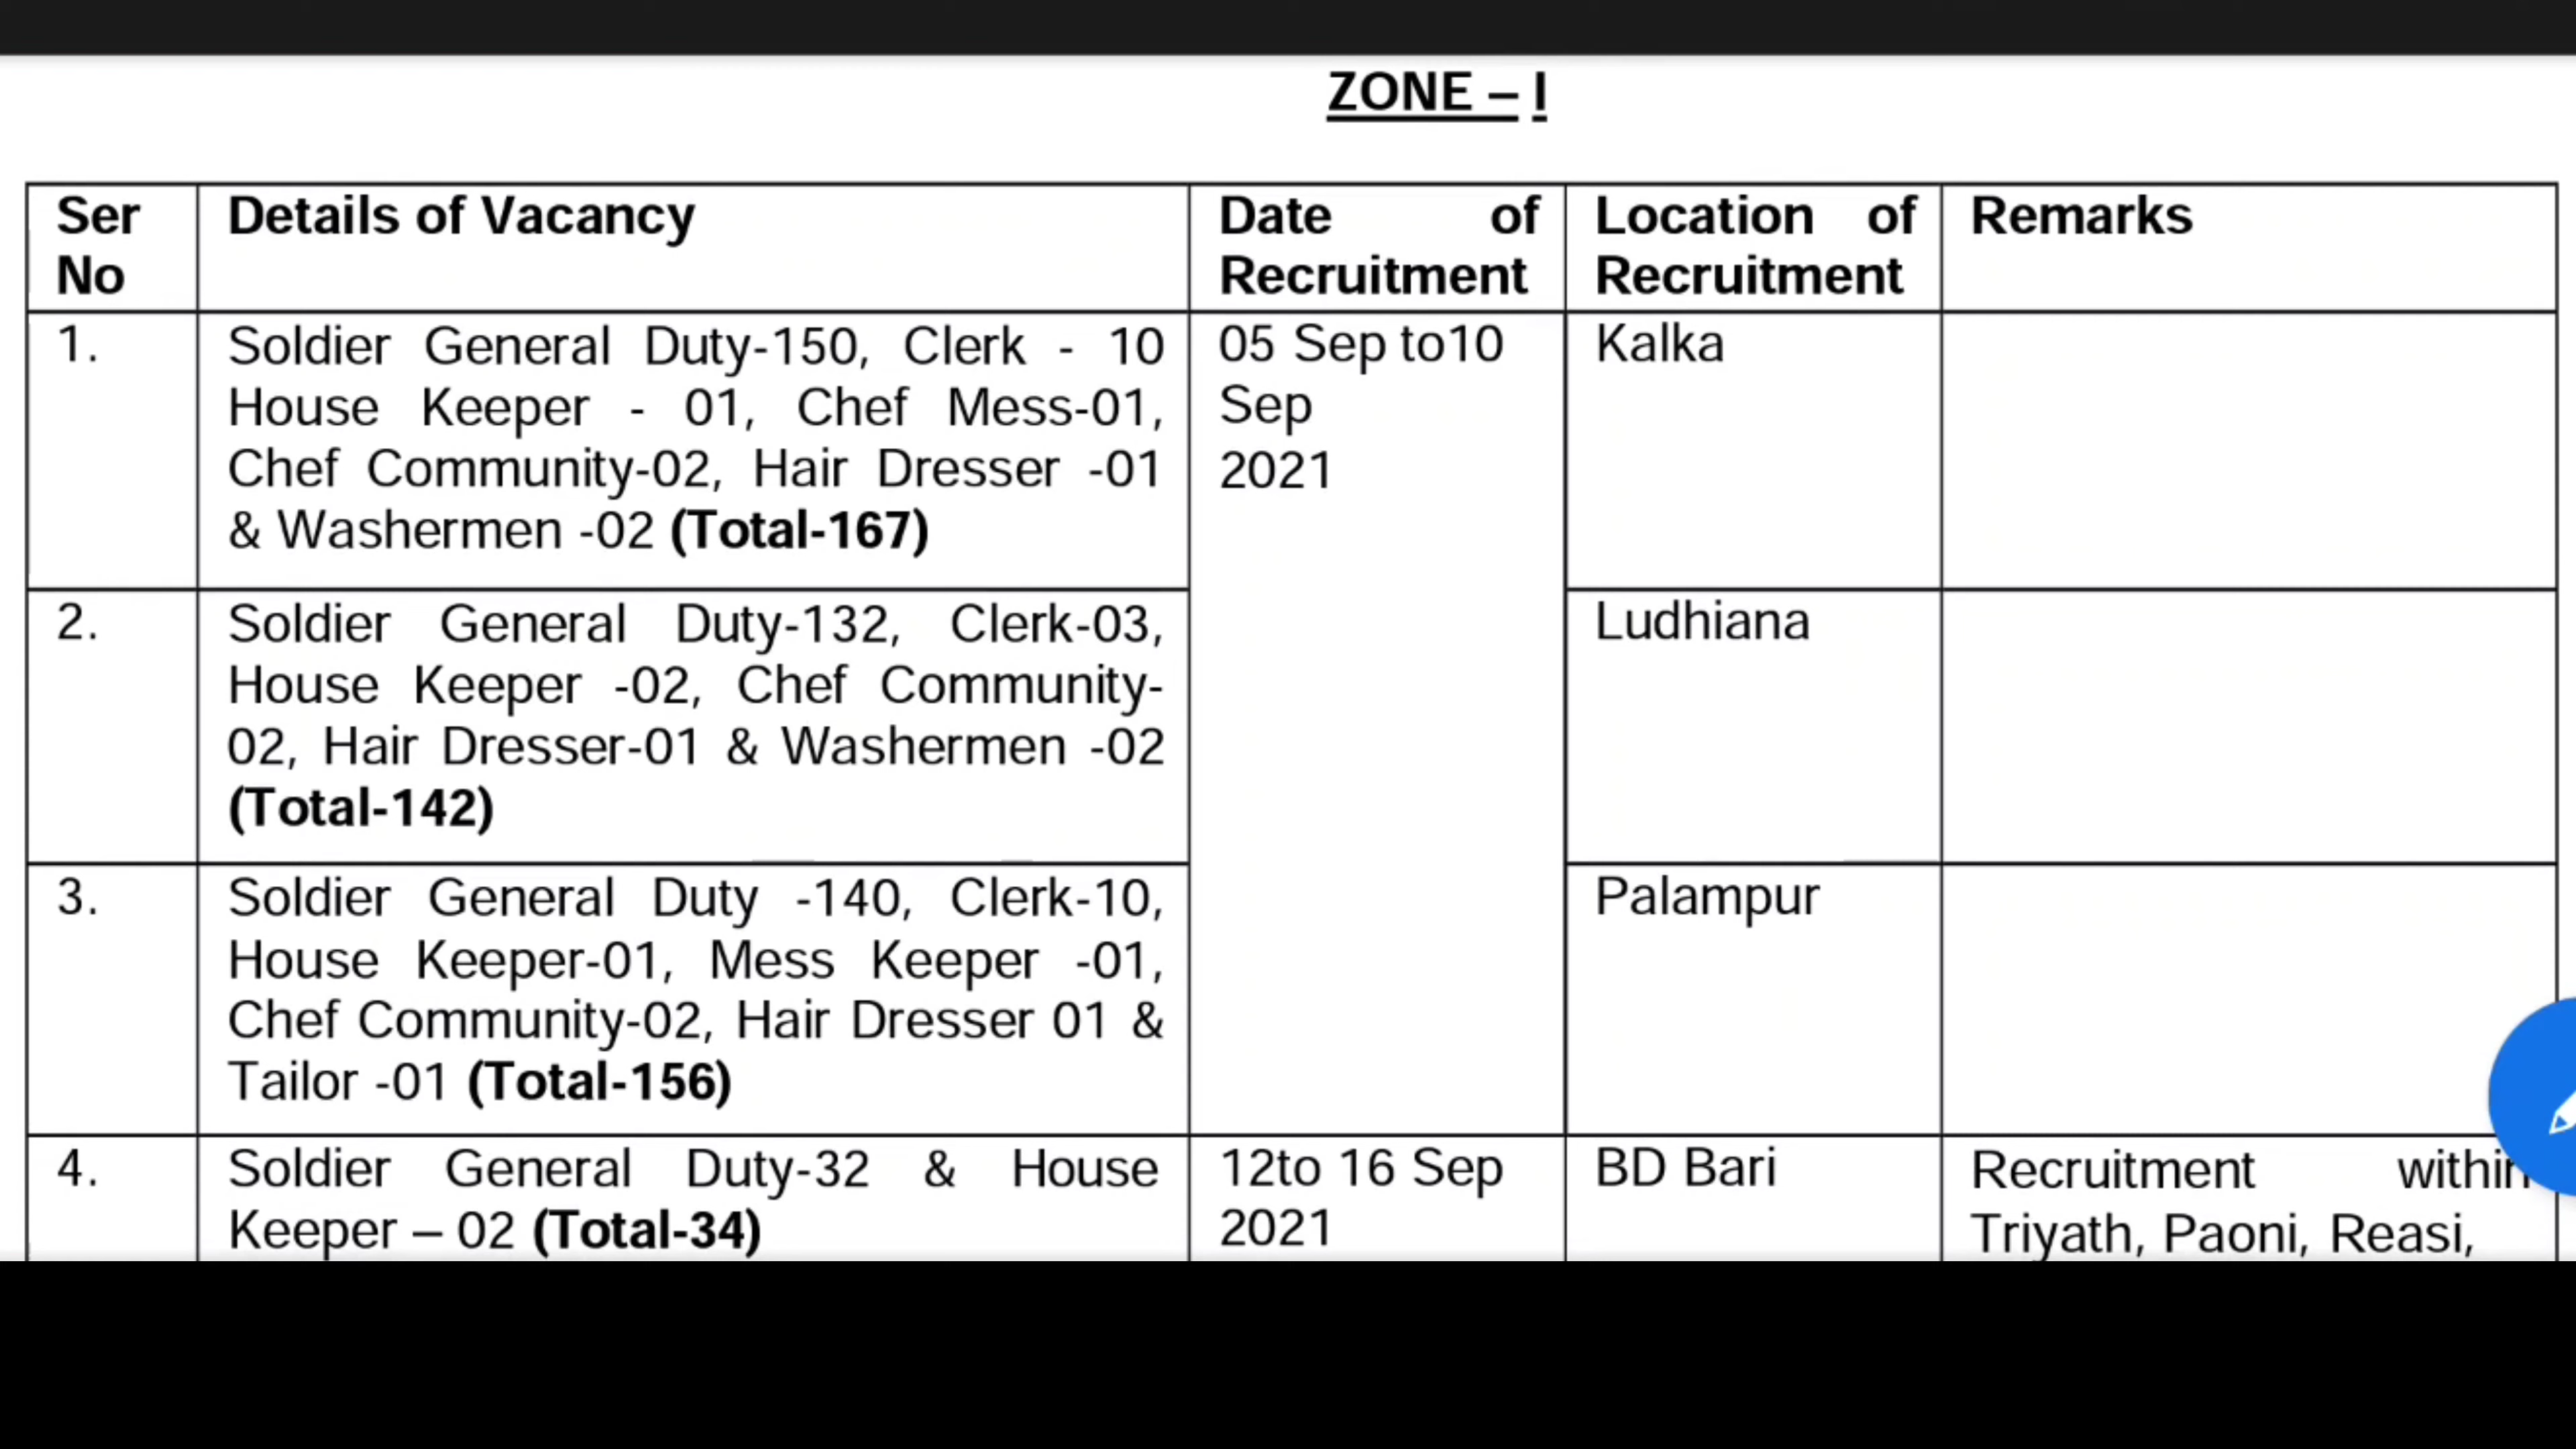 ZONE – I
Ser No
Details of Vacancy
Date of Recruitment
Location of Recruitment
Remarks
1.
Soldier General Duty-150, Clerk - 10
House Keeper - 01, Chef Mess-01,
Chef Community-02, Hair Dresser -01
& Washermen -02 (Total-167)
05 Sep to10
Sep
2021
Kalka
2.
Soldier General Duty-132, Clerk-03,
House Keeper -02, Chef Community-
02, Hair Dresser-01 & Washermen -02
(Total-142)
Ludhiana
3.
Soldier General Duty -140, Clerk-10,
House Keeper-01, Mess Keeper -01,
Chef Community-02, Hair Dresser 01 &
Tailor -01 (Total-156)
Palampur
4.
Soldier General Duty-32 & House
Keeper – 02 (Total-34)
12to 16 Sep
2021
BD Bari
Recruitment within
Triyath, Paoni, Reasi,